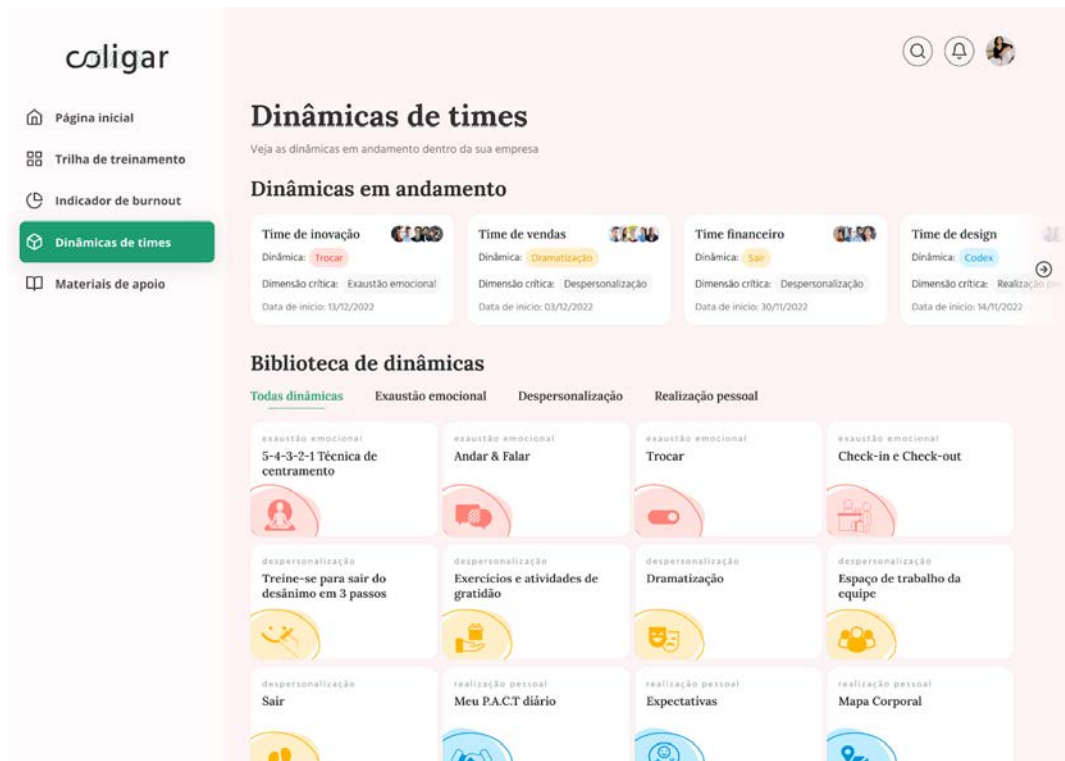 coligar
Página inicial
Trilha de treinamento
Indicador de burnout
Dinâmicas de times
Materiais de apoio
Dinâmicas de times
Veja as dinâmicas em andamento dentro da sua empresa
Dinâmicas em andamento
Time de inovação
Dinâmica: Trocar
Dimensão crítica: Exaustão emocional
Data de inicio: 13/12/2022
Time de vendas
Dinâmica: Dramatização
Dimensão crítica: Despersonalização
Data de inicio: 03/12/2022
Time financeiro
Dinâmica: Sair
Dimensão crítica: Despersonalização
Data de inicio: 30/11/2022
Time de design
Dinâmica: Codex
Dimensão crítica: Realização
Data de inicio: 14/11/2022
Biblioteca de dinâmicas
Todas dinâmicas Exaustão emocional Despersonalização Realização pessoal
exaustão emocional
5-4-3-2-1 Técnica de
centramento
exaustão emocional
Andar & Falar
exaustão emocional
Trocar
exaustão emocional
Check-in e Check-out
despersonalização
Treine-se para sair do
desânimo em 3 passos
despersonalização
Exercícios e atividades de
gratidão
despersonalização
Dramatização
despersonalização
Espaço de trabalho da
equipe
despersonalização
Sair
realização pessoal
Meu P.A.C.T diário
realização pessoal
Expectativas
realização pessoal
Mapa Corporal